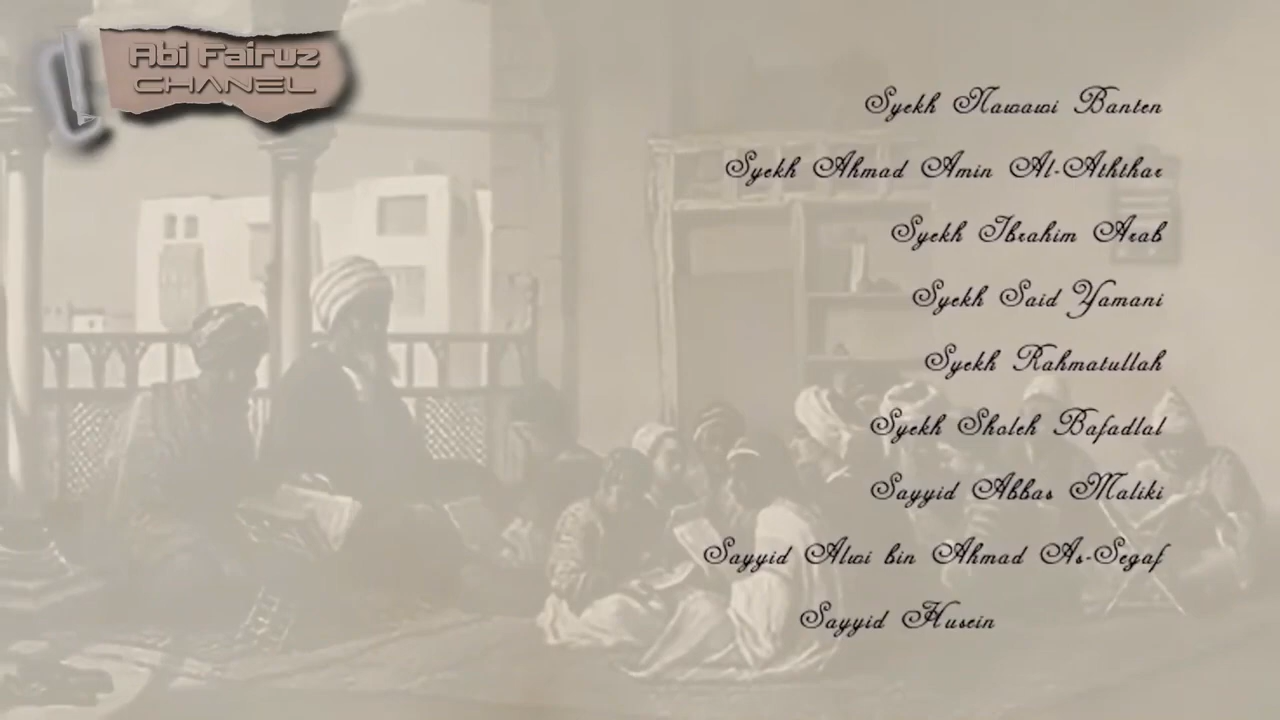 Abi Fairuz
CHANEL
Syekh Nawawi Banten
Syekh Ahmad Amin Al-Aththar
Syekh Ibrahim Arab
Syekh Said Yamani
Syekh Rahmatullah
Syekh Sholeh Bafadlal
Sayyid Abbas Maliki
Sayyid Alwi bin Ahmad As-Segaf
Sayyid Husein